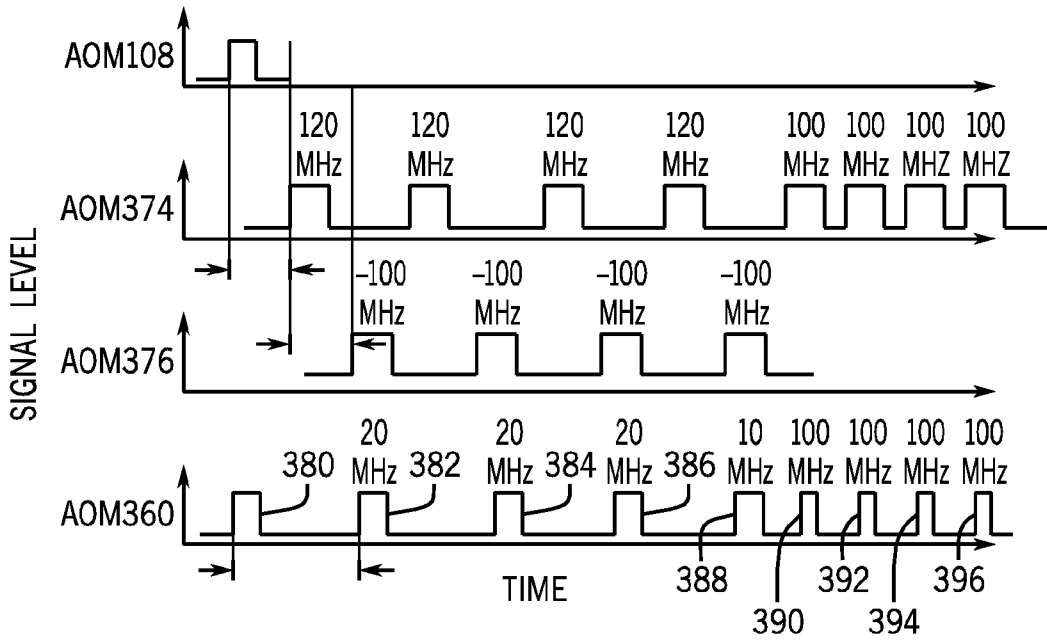 AOM108
120 120 120 120 100 100 100 100
MHz MHz MHz MHz MHz MHz MHZ MHZ
AOM374
–100 –100 –100 –100
MHz MHz MHz MHz
AOM376
20 20 20 10 100 100 100 100
MHz 380 MHz 382 MHz 384 MHz 386 MHz MHz MHz MHz MHz
AOM360
388 392 396
390 394
TIME
SIGNAL LEVEL